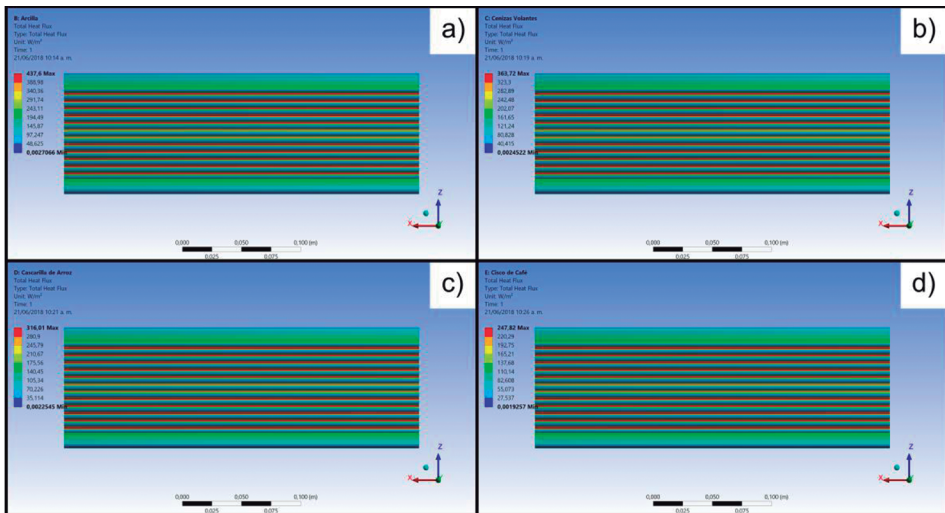 B: Arcilla
Total Heat Flux
Type: Total Heat Flux
Unit: W/m²
Time: 1
21/06/2018 10:14 a. m.
a)
437,6 Max
388,98
340,36
291,74
243,11
194,49
145,87
97,247
48,625
0,0027066 Min
Z
X
Y
0,000
0,050
0,100 (m)
0,025
0,075
C: Cenizas Volantes
Total Heat Flux
Type: Total Heat Flux
Unit: W/m²
Time: 1
21/06/2018 10:19 a. m.
b)
363,72 Max
323,3
282,89
242,48
202,07
161,65
121,24
80,828
40,415
0,0024522 Min
Z
X
Y
0,000
0,050
0,100 (m)
0,025
0,075
D: Cascarilla de Arroz
Total Heat Flux
Type: Total Heat Flux
Unit: W/m²
Time: 1
21/06/2018 10:21 a. m.
c)
316,01 Max
280,9
245,79
210,67
175,56
140,45
105,34
70,226
35,114
0,0022545 Min
Z
X
Y
0,000
0,050
0,100 (m)
0,025
0,075
E: Cisco de Café
Total Heat Flux
Type: Total Heat Flux
Unit: W/m²
Time: 1
21/06/2018 10:26 a. m.
d)
247,82 Max
220,29
192,75
165,21
137,68
110,14
82,608
55,073
27,537
0,0019257 Min
Z
X
Y
0,000
0,050
0,100 (m)
0,025
0,075